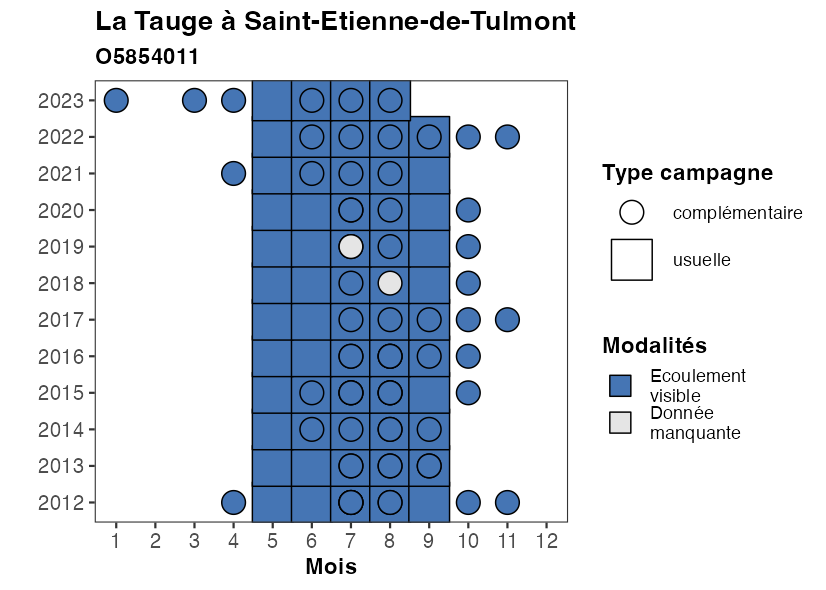 La Tauge à Saint-Etienne-de-Tulmont
O5854011
2023
2022
2021
2020
2019
2018
2017
2016
2015
2014
2013
2012
1 2 3 4 5 6 7 8 9 10 11 12
Mois
Type campagne
complémentaire
usuelle
Modalités
Ecoulement
visible
Donnée
manquante